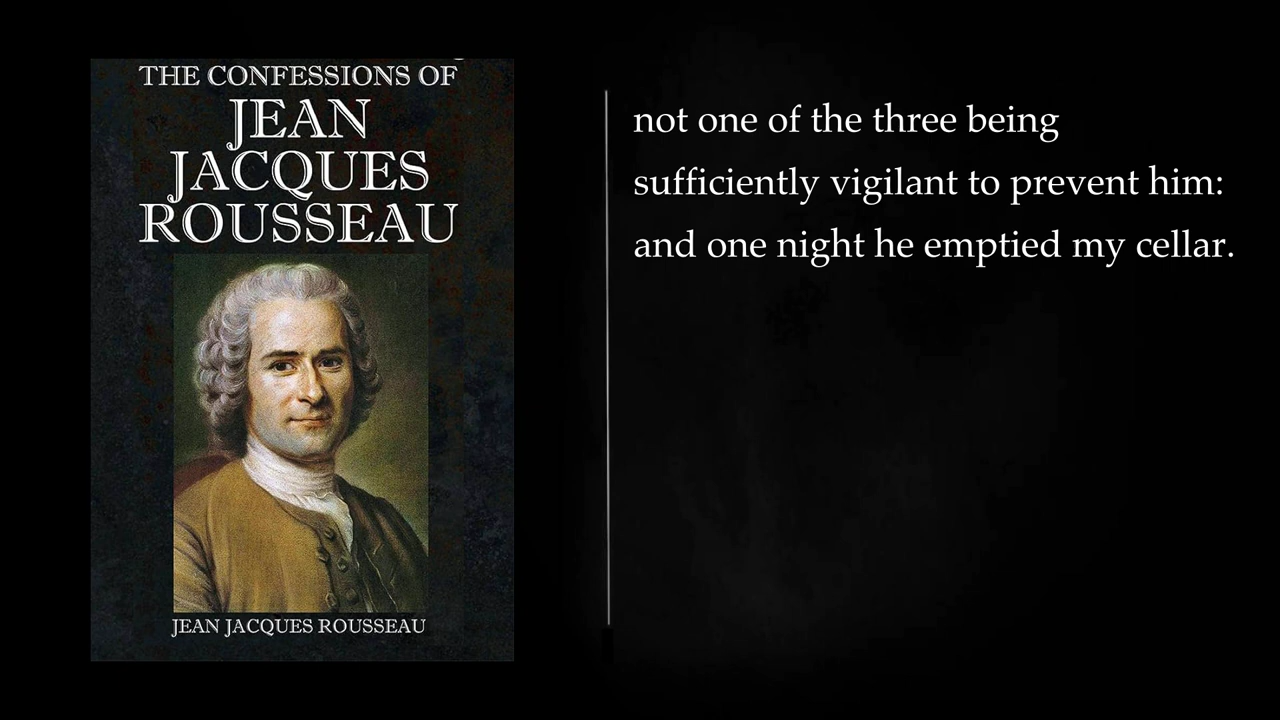 THE CONFESSIONS OF
JEAN
JACQUES
ROUSSEAU
JEAN JACQUES ROUSSEAU
not one of the three being
sufficiently vigilant to prevent him:
and one night he emptied my cellar.